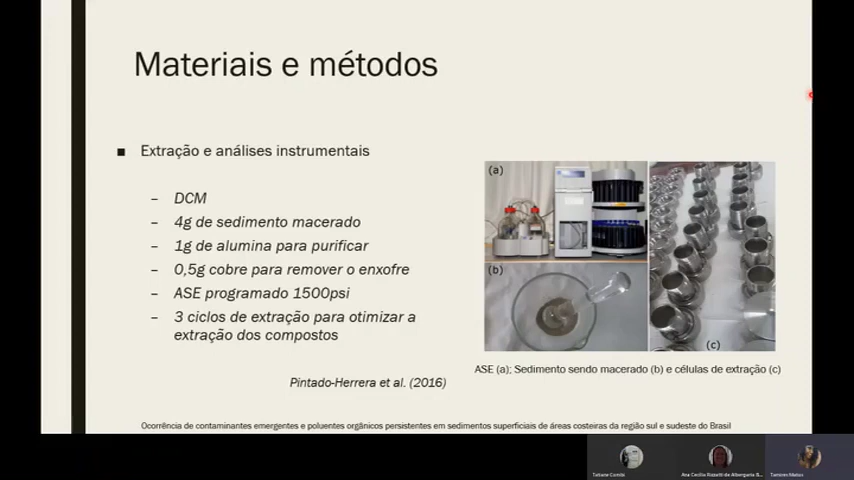 Materiais e métodos
■ Extração e análises instrumentais
– DCM
– 4g de sedimento macerado
– 1g de alumina para purificar
– 0,5g cobre para remover o enxofre
– ASE programado 1500psi
– 3 ciclos de extração para otimizar a
extração dos compostos
Pintado-Herrera et al. (2016)
(a)
(b)
(c)
ASE (a); Sedimento sendo macerado (b) e células de extração (c)
Ocorrência de contaminantes emergentes e poluentes orgânicos persistentes em sedimentos superficiais de áreas costeiras da região sul e sudeste do Brasil
Tatiane Combi
Ana Cecília Rizzatti de Albergaria B...
Tamires Matos